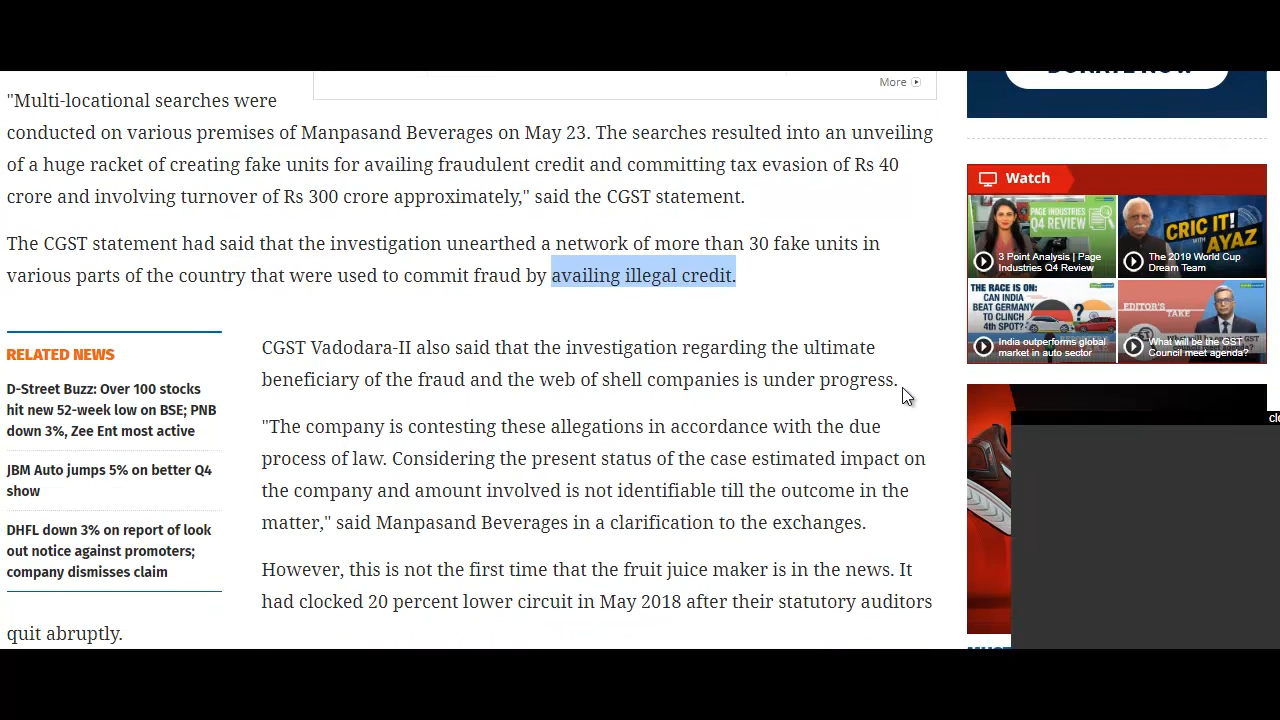 DONATE NOW
More
"Multi-locational searches were
conducted on various premises of Manpasand Beverages on May 23. The searches resulted into an unveiling
of a huge racket of creating fake units for availing fraudulent credit and committing tax evasion of Rs 40
crore and involving turnover of Rs 300 crore approximately," said the CGST statement.
The CGST statement had said that the investigation unearthed a network of more than 30 fake units in
various parts of the country that were used to commit fraud by availing illegal credit.
RELATED NEWS
D-Street Buzz: Over 100 stocks
hit new 52-week low on BSE; PNB
down 3%, Zee Ent most active
JBM Auto jumps 5% on better Q4
show
DHFL down 3% on report of look
out notice against promoters;
company dismisses claim
CGST Vadodara-II also said that the investigation regarding the ultimate
beneficiary of the fraud and the web of shell companies is under progress.
"The company is contesting these allegations in accordance with the due
process of law. Considering the present status of the case estimated impact on
the company and amount involved is not identifiable till the outcome in the
matter," said Manpasand Beverages in a clarification to the exchanges.
However, this is not the first time that the fruit juice maker is in the news. It
had clocked 20 percent lower circuit in May 2018 after their statutory auditors
quit abruptly.
Watch
PAGE INDUSTRIES
Q4 REVIEW
3 Point Analysis | Page
Industries Q4 Review
CRIC IT!
WITH
AYAZ
The 2019 World Cup
Dream Team
THE RACE IS ON:
CAN INDIA
BEAT GERMANY
TO CLINCH
4th SPOT?
India outperforms global
market in auto sector
EDITOR'S
TAKE
What will be the GST
Council meet agenda?